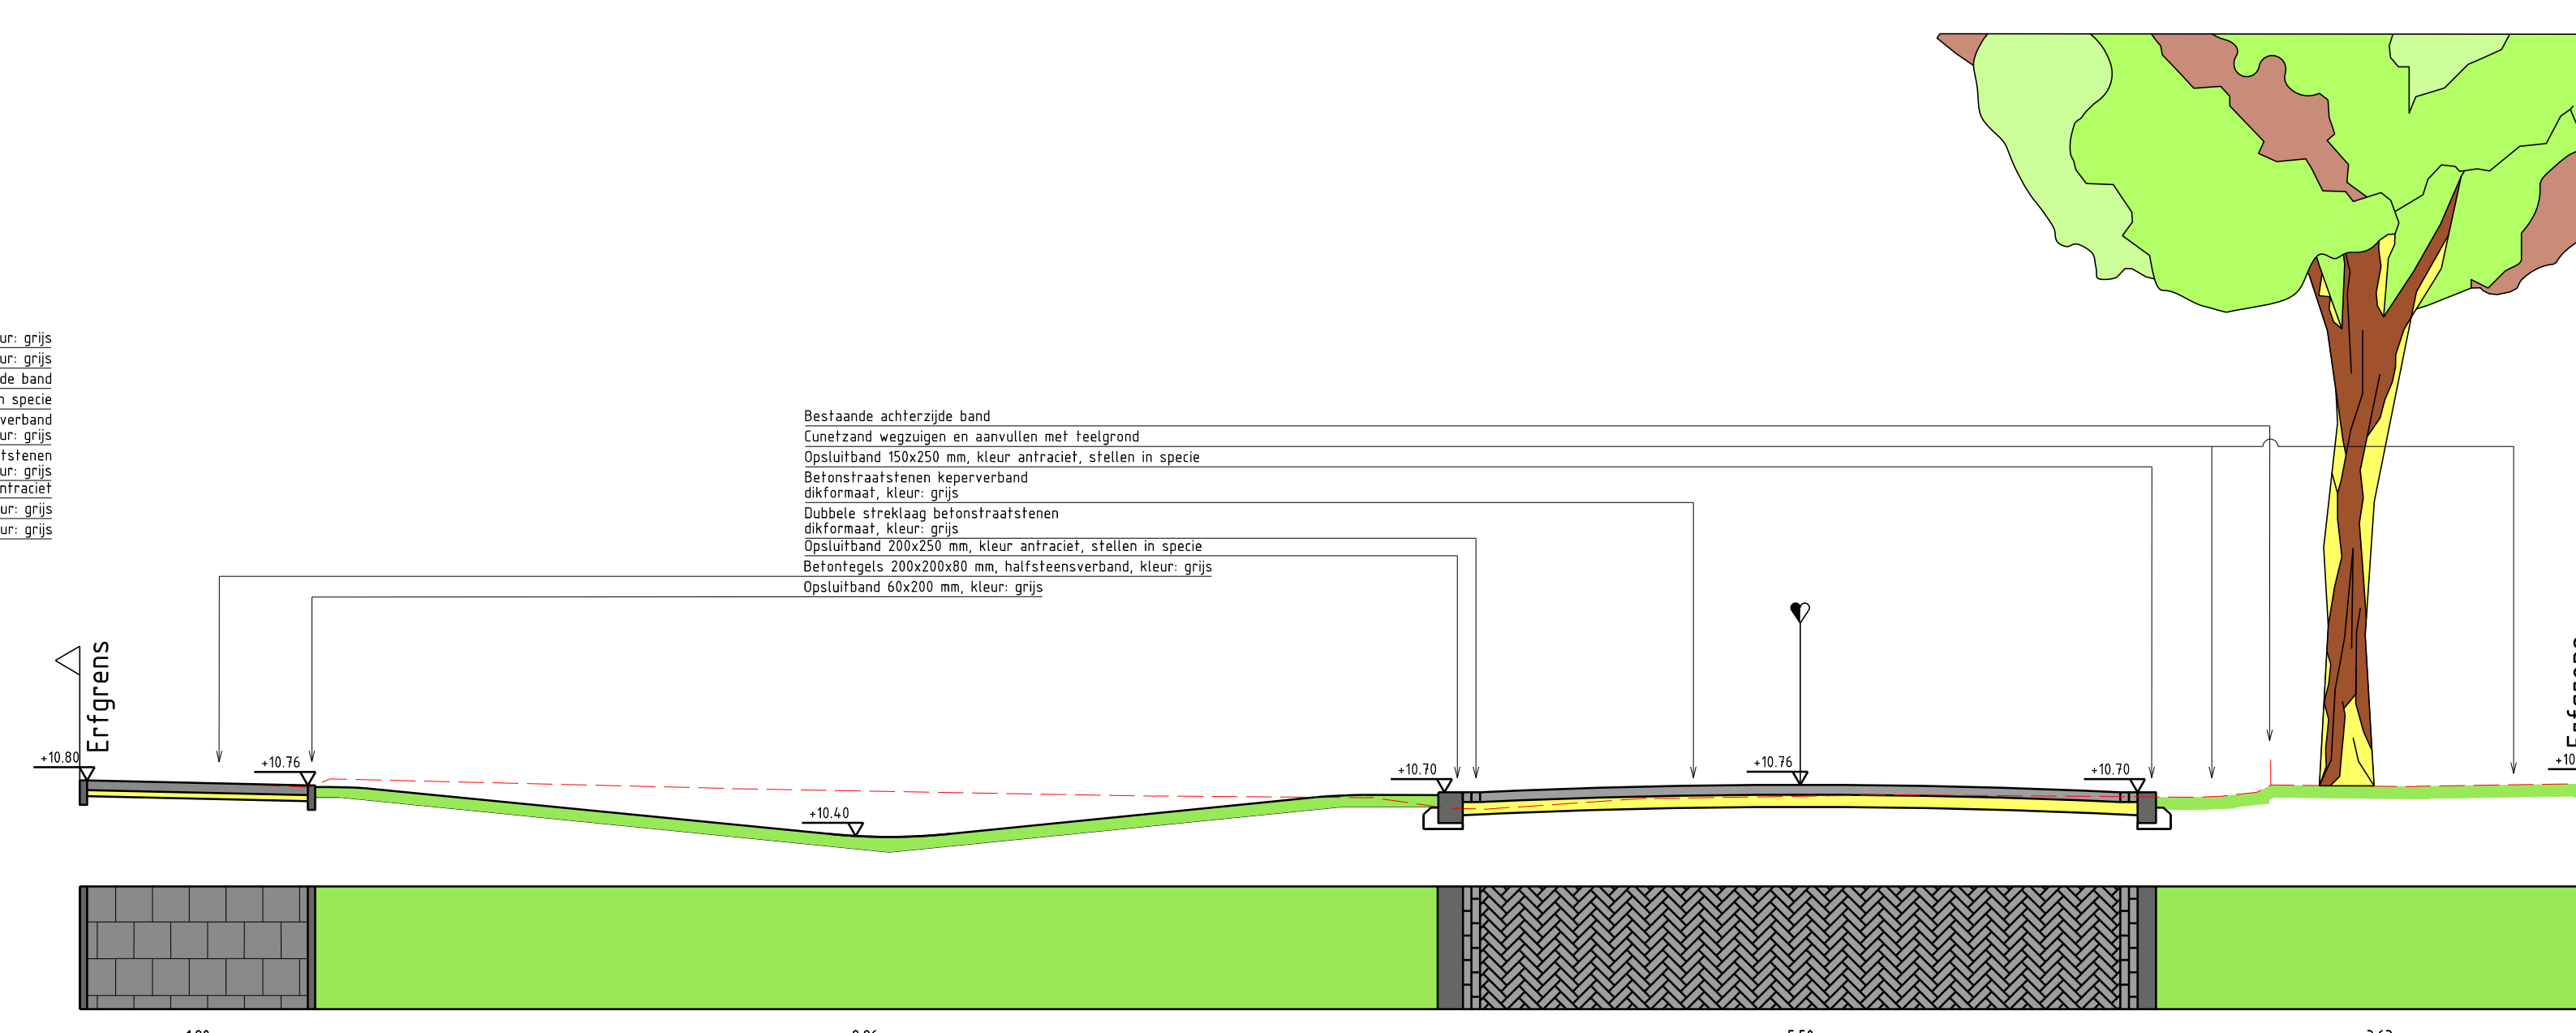 ur: grijs
ur: grijs
de band
n specie
verband
ur: grijs
tstenen
ur: grijs
ntraciet
ur: grijs
ur: grijs
Bestaande achterzijde band
Cunetzand wegzuigen en aanvullen met teelgrond
Opsluitband 150x250 mm, kleur antraciet, stellen in specie
Betonstraatstenen keperverband
dikformaat, kleur: grijs
Dubbele streklaag betonstraatstenen
dikformaat, kleur: grijs
Opsluitband 200x250 mm, kleur antraciet, stellen in specie
Betontegels 200x200x80 mm, halfsteensverband, kleur: grijs
Opsluitband 60x200 mm, kleur: grijs
Erfgrens
+10.80
+10.76
+10.40
+10.70
+10.76
+10.70
+10